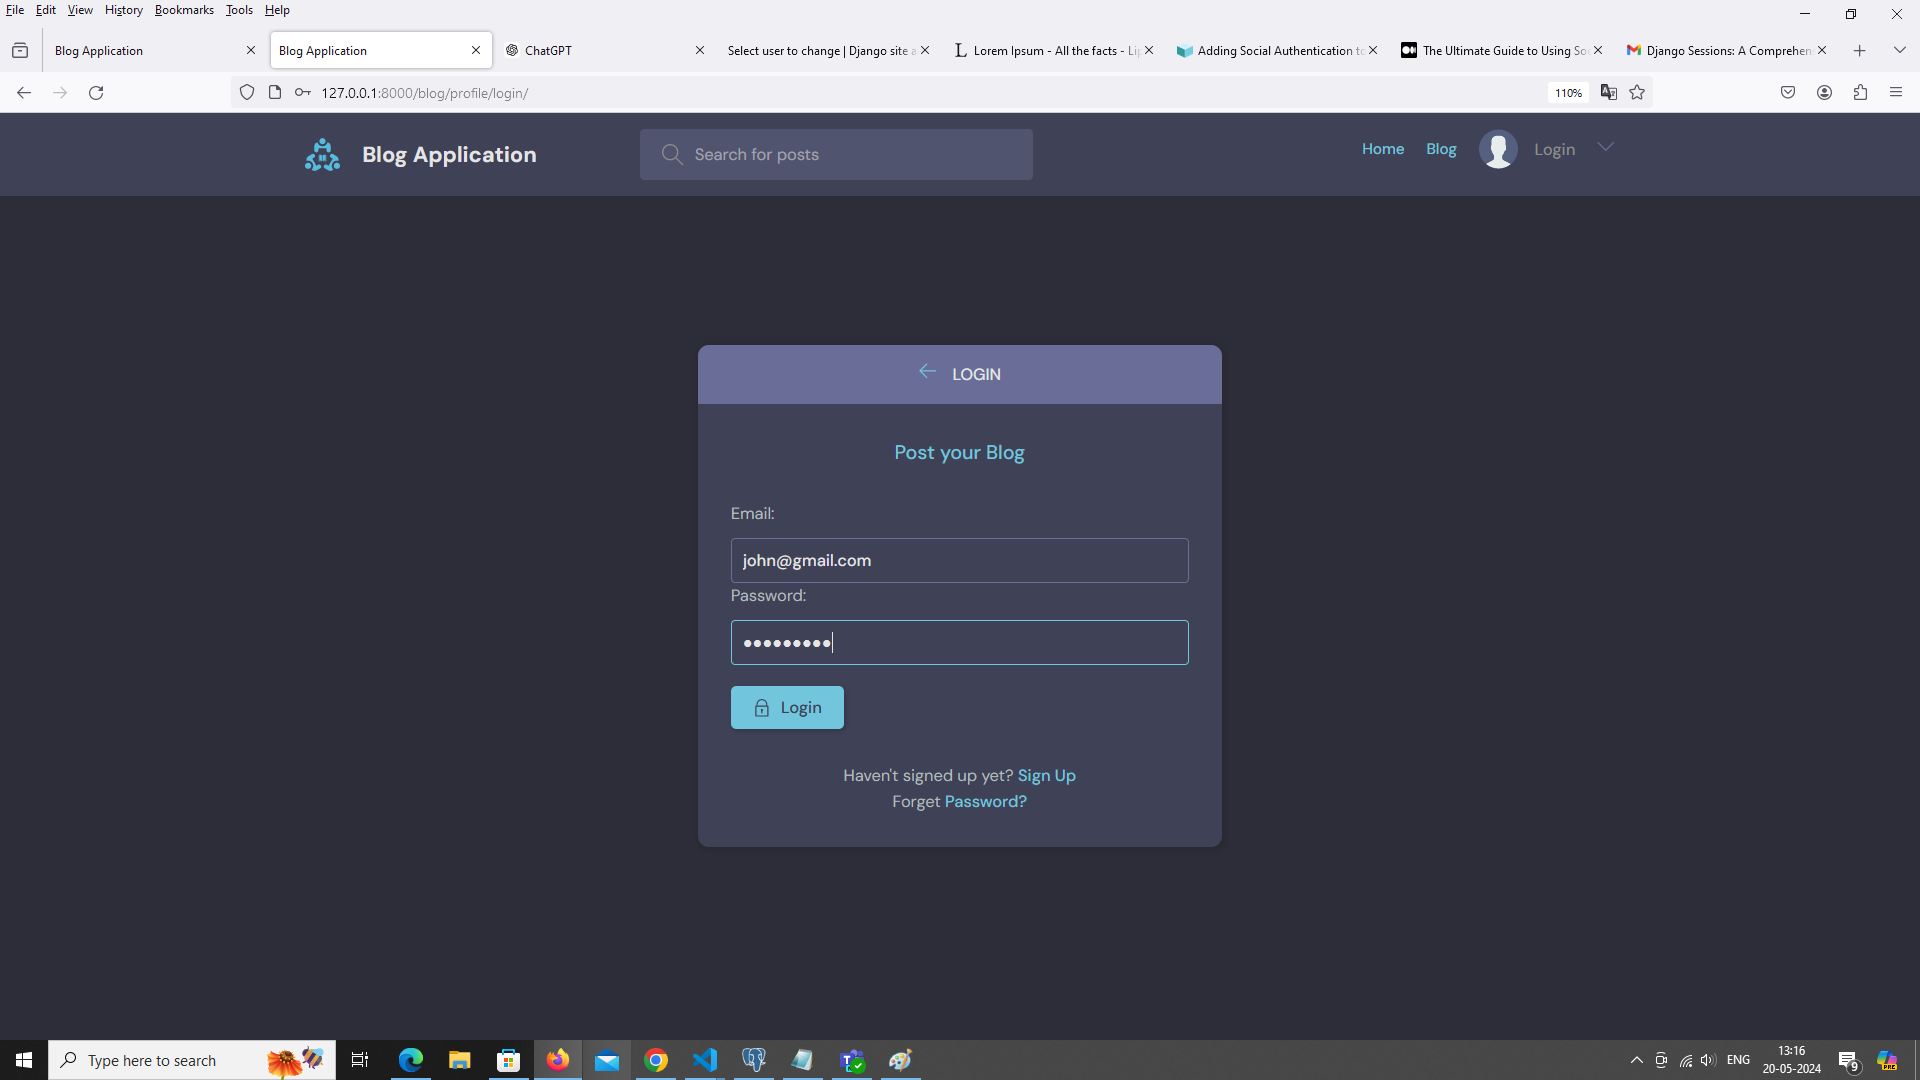 File Edit View History Bookmarks Tools Help
Blog Application
Blog Application
ChatGPT
Select user to change | Django site a
Lorem Ipsum - All the facts - Li
Adding Social Authentication to
The Ultimate Guide to Using So
Django Sessions: A Comprehen
127.0.0.1:8000/blog/profile/login/
110%
Blog Application
Search for posts
Home
Blog
Login
LOGIN
Post your Blog
Email:
john@gmail.com
Password:
●●●●●●●●●
Login
Haven't signed up yet? Sign Up
Forget Password?
Type here to search
ENG
13:16
20-05-2024
9
PRE